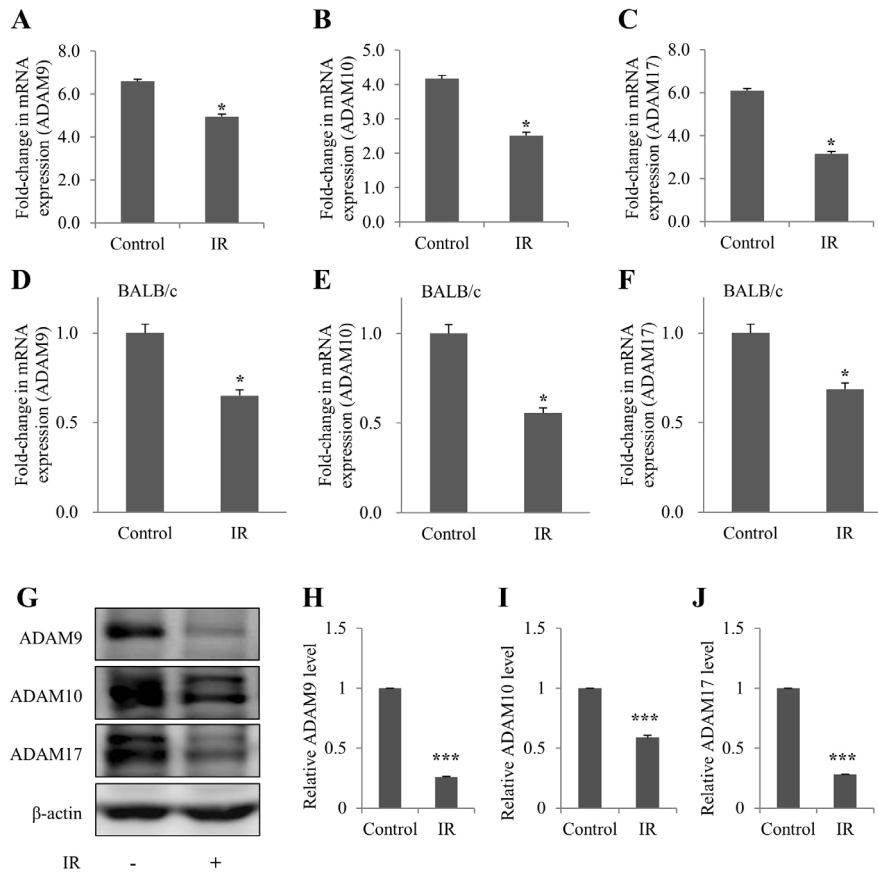 A
Fold-change in mRNA
expression (ADAM9)
8.0
6.0
4.0
2.0
0.0
*
Control
IR
B
Fold-change in mRNA
expression (ADAM10)
5.0
4.0
3.0
2.0
1.0
0.0
*
Control
IR
C
Fold-change in mRNA
expression (ADAM17)
8.0
6.0
4.0
2.0
0.0
*
Control
IR
D
BALB/c
Fold-change in mRNA
expression (ADAM9)
1.0
0.5
0.0
*
Control
IR
E
BALB/c
Fold-change in mRNA
expression (ADAM10)
1.0
0.5
0.0
*
Control
IR
F
BALB/c
Fold-change in mRNA
expression (ADAM17)
1.0
0.5
0.0
*
Control
IR
G
ADAM9
ADAM10
ADAM17
β-actin
IR - +
H
Relative ADAM9 level
1.5
1
0.5
0
***
Control
IR
I
Relative ADAM10 level
1.5
1
0.5
0
***
Control
IR
J
Relative ADAM17 level
1.5
1
0.5
0
***
Control
IR